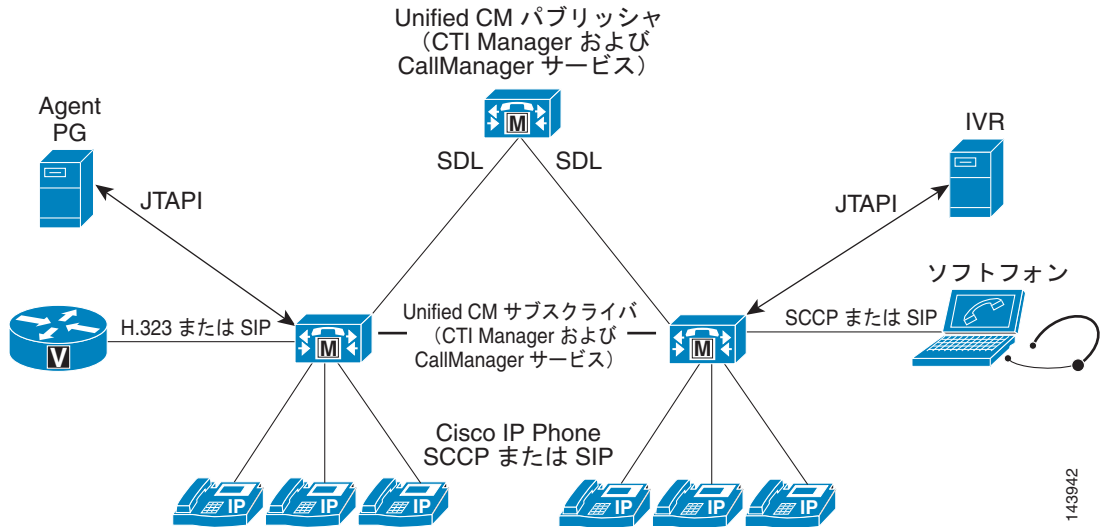 Unified CM パブリッシャ
（CTI Manager および
CallManager サービス）
M
Agent
PG
IVR
SDL
SDL
JTAPI
JTAPI
ソフトフォン
V
H.323 または SIP
M
Unified CM サブスクライバ
（CTI Manager および
CallManager サービス）
M
SCCP または SIP
Cisco IP Phone
SCCP または SIP
IP
IP
IP
IP
IP
IP
143942